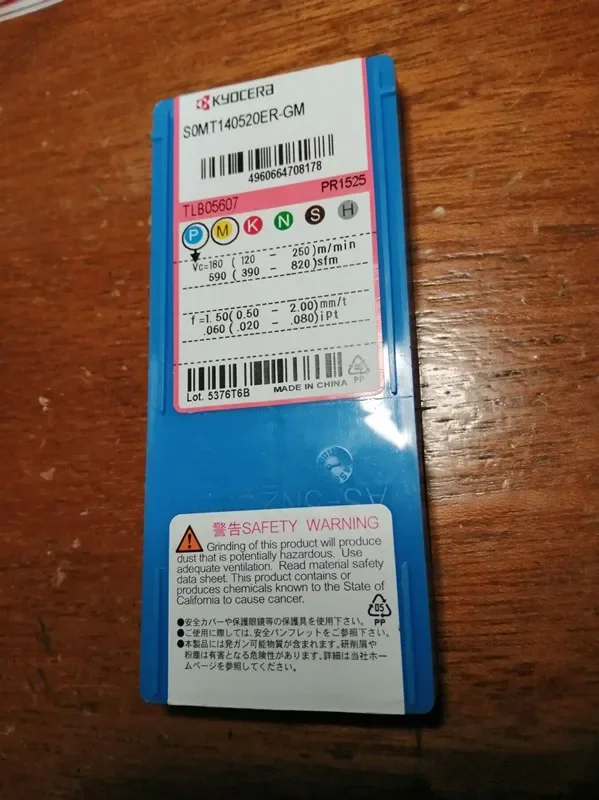 KYOCERA
SOMT140520ER-GM
4960664708178
TLB05607 PR1525
P M K N S H
Vc=180 ( 120 - 250)m/min
590 ( 390 - 820)sfm
f =1.50(0.50 - 2.00)mm/t
.060(.020 - .080)ipt
Lot. 5376T6B MADE IN CHINA
PP
警告SAFETY WARNING
Grinding of this product will produce
dust that is potentially hazardous. Use
adequate ventilation. Read material safety
data sheet. This product contains or
produces chemicals known to the State of
California to cause cancer.
05
PP
●安全カバーや保護眼鏡等の保護具を使用下さい。
●ご使用に際しては、安全パンフレットをご参照下さい。
●本製品には発ガン可能物質が含まれます。研削屑や
粉塵は有害となる危険性があります。詳細は当社ホー
ムページを参照してください。